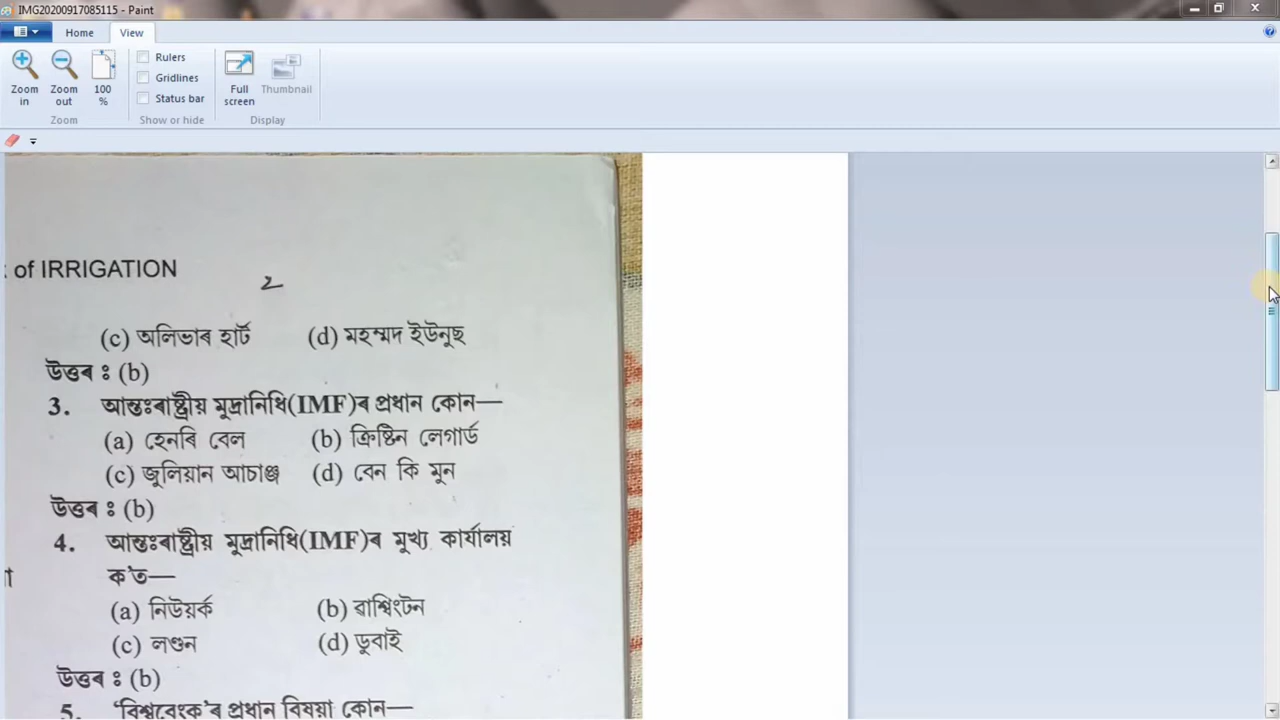 IMG20200917085115 - Paint
Home View
Zoom in
Zoom out
100 %
Rulers
Gridlines
Status bar
Full screen
Thumbnail
Zoom
Show or hide
Display
of IRRIGATION
2
(c) অলিভাৰ হাৰ্ট (d) মহম্মদ ইউনুছ
উত্তৰ ঃ (b)
3. আন্তঃৰাষ্ট্ৰীয় মুদ্ৰানিধি(IMF)ৰ প্ৰধান কোন—
(a) হেনৰি বেল (b) ক্ৰিষ্টিন লেগাৰ্ড
(c) জুলিয়ান আচাঞ্জ (d) বেন কি মুন
উত্তৰ ঃ (b)
4. আন্তঃৰাষ্ট্ৰীয় মুদ্ৰানিধি(IMF)ৰ মুখ্য কাৰ্যালয়
ক'ত—
(a) নিউয়ৰ্ক (b) ৱাশ্বিংটন
(c) লণ্ডন (d) ডুবাই
উত্তৰ ঃ (b)
5. 'বিশ্ববেংক'ৰ প্ৰধান বিষয়া কোন—